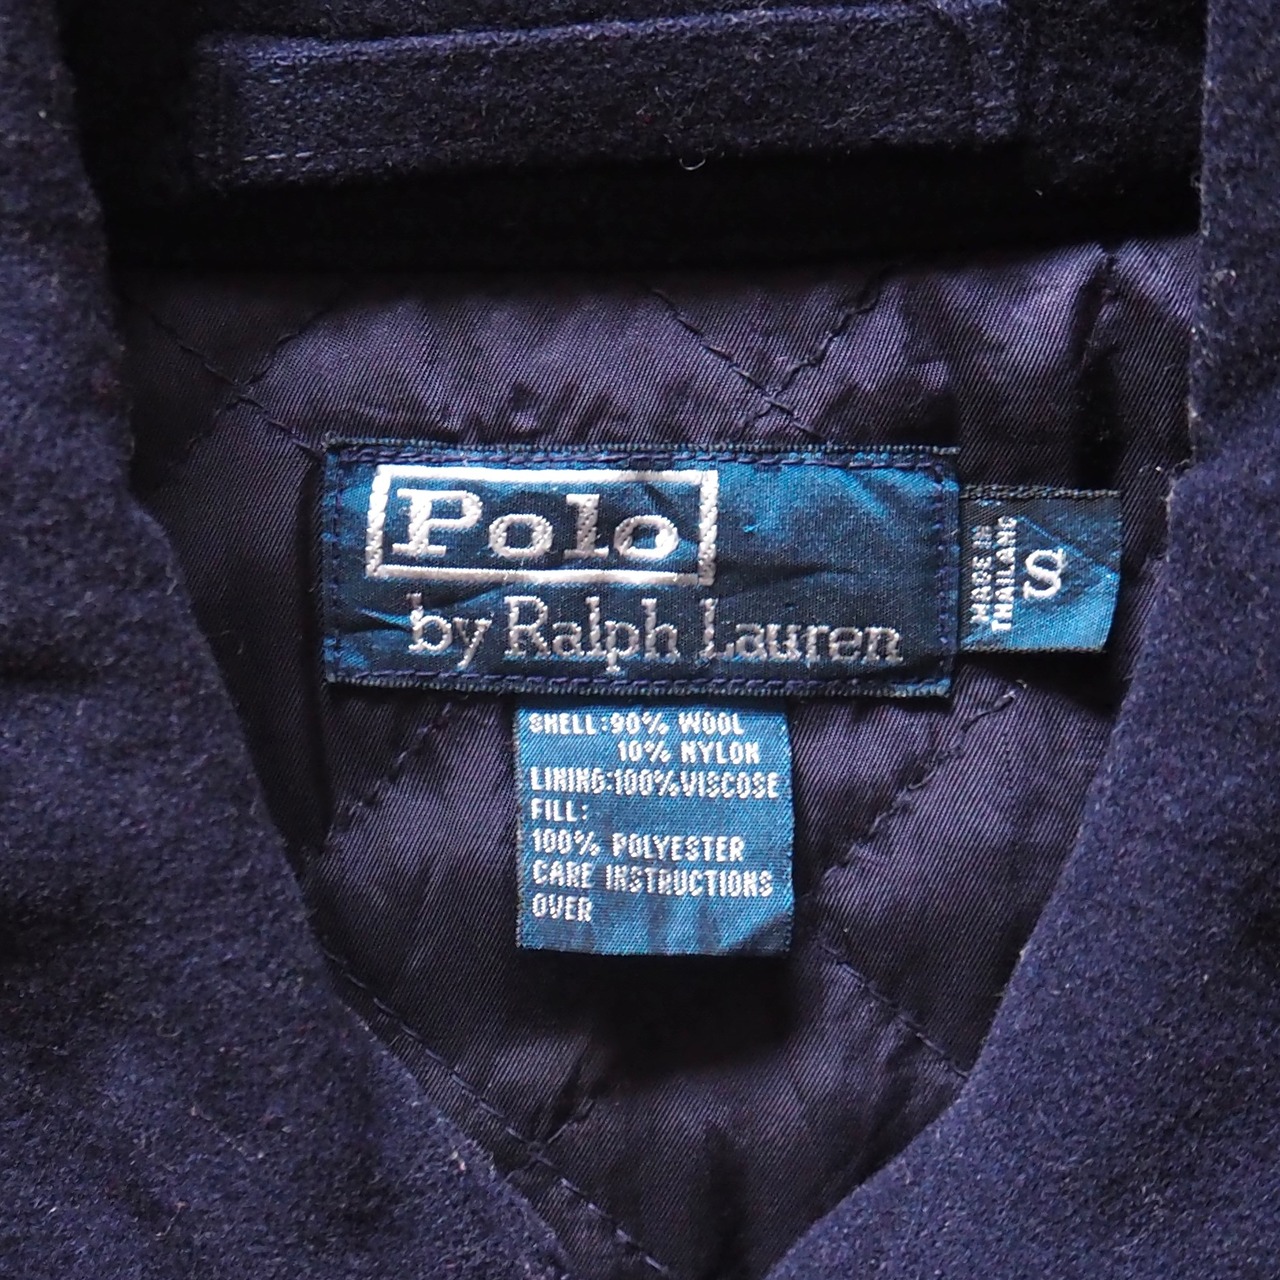 Polo
by Ralph Lauren
MADE IN
THAILAND
S
SHELL:90% WOOL
10% NYLON
LINING:100%VISCOSE
FILL:
100% POLYESTER
CARE INSTRUCTIONS
OVER